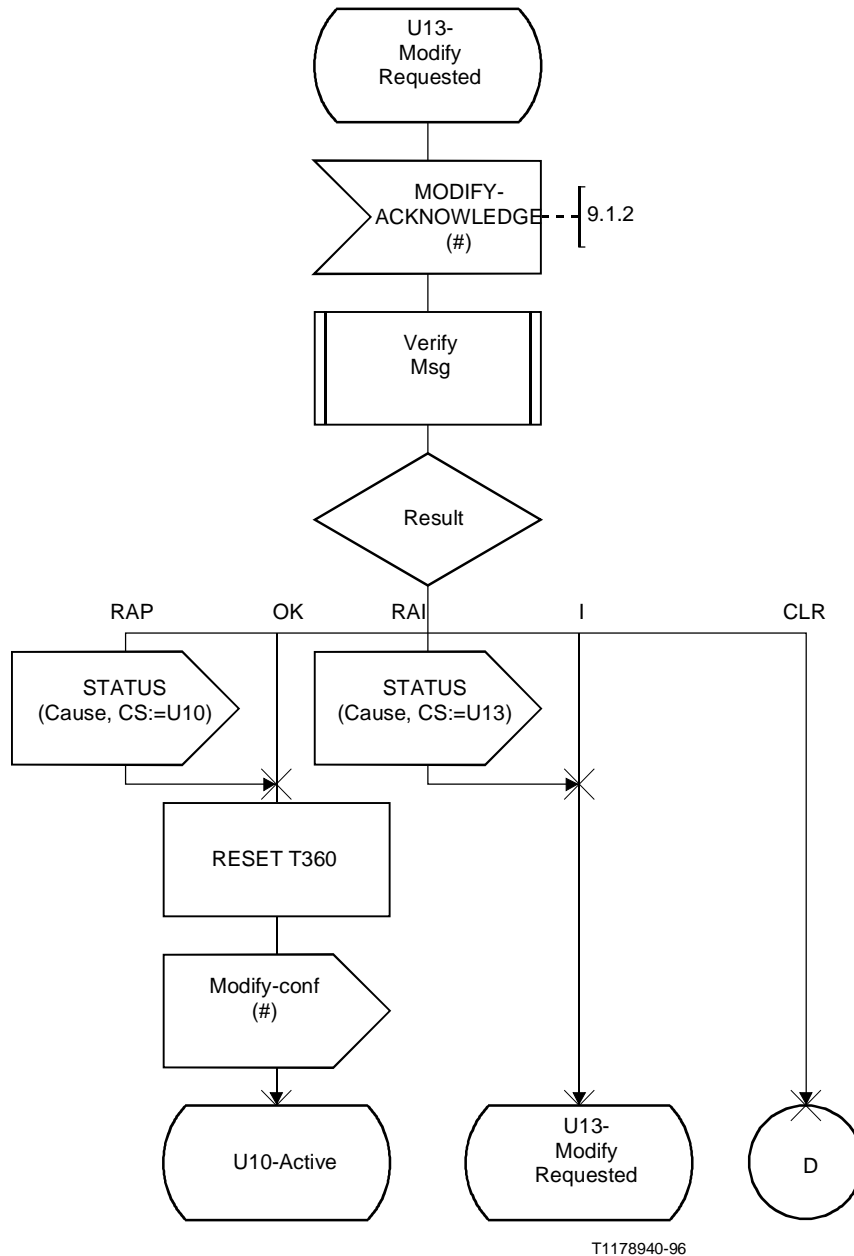 U13-
Modify
Requested
MODIFY-
ACKNOWLEDGE
(#)
9.1.2
Verify
Msg
Result
RAP
OK
RAI
I
CLR
STATUS
(Cause, CS:=U10)
STATUS
(Cause, CS:=U13)
RESET T360
Modify-conf
(#)
U10-Active
U13-
Modify
Requested
D
T1178940-96